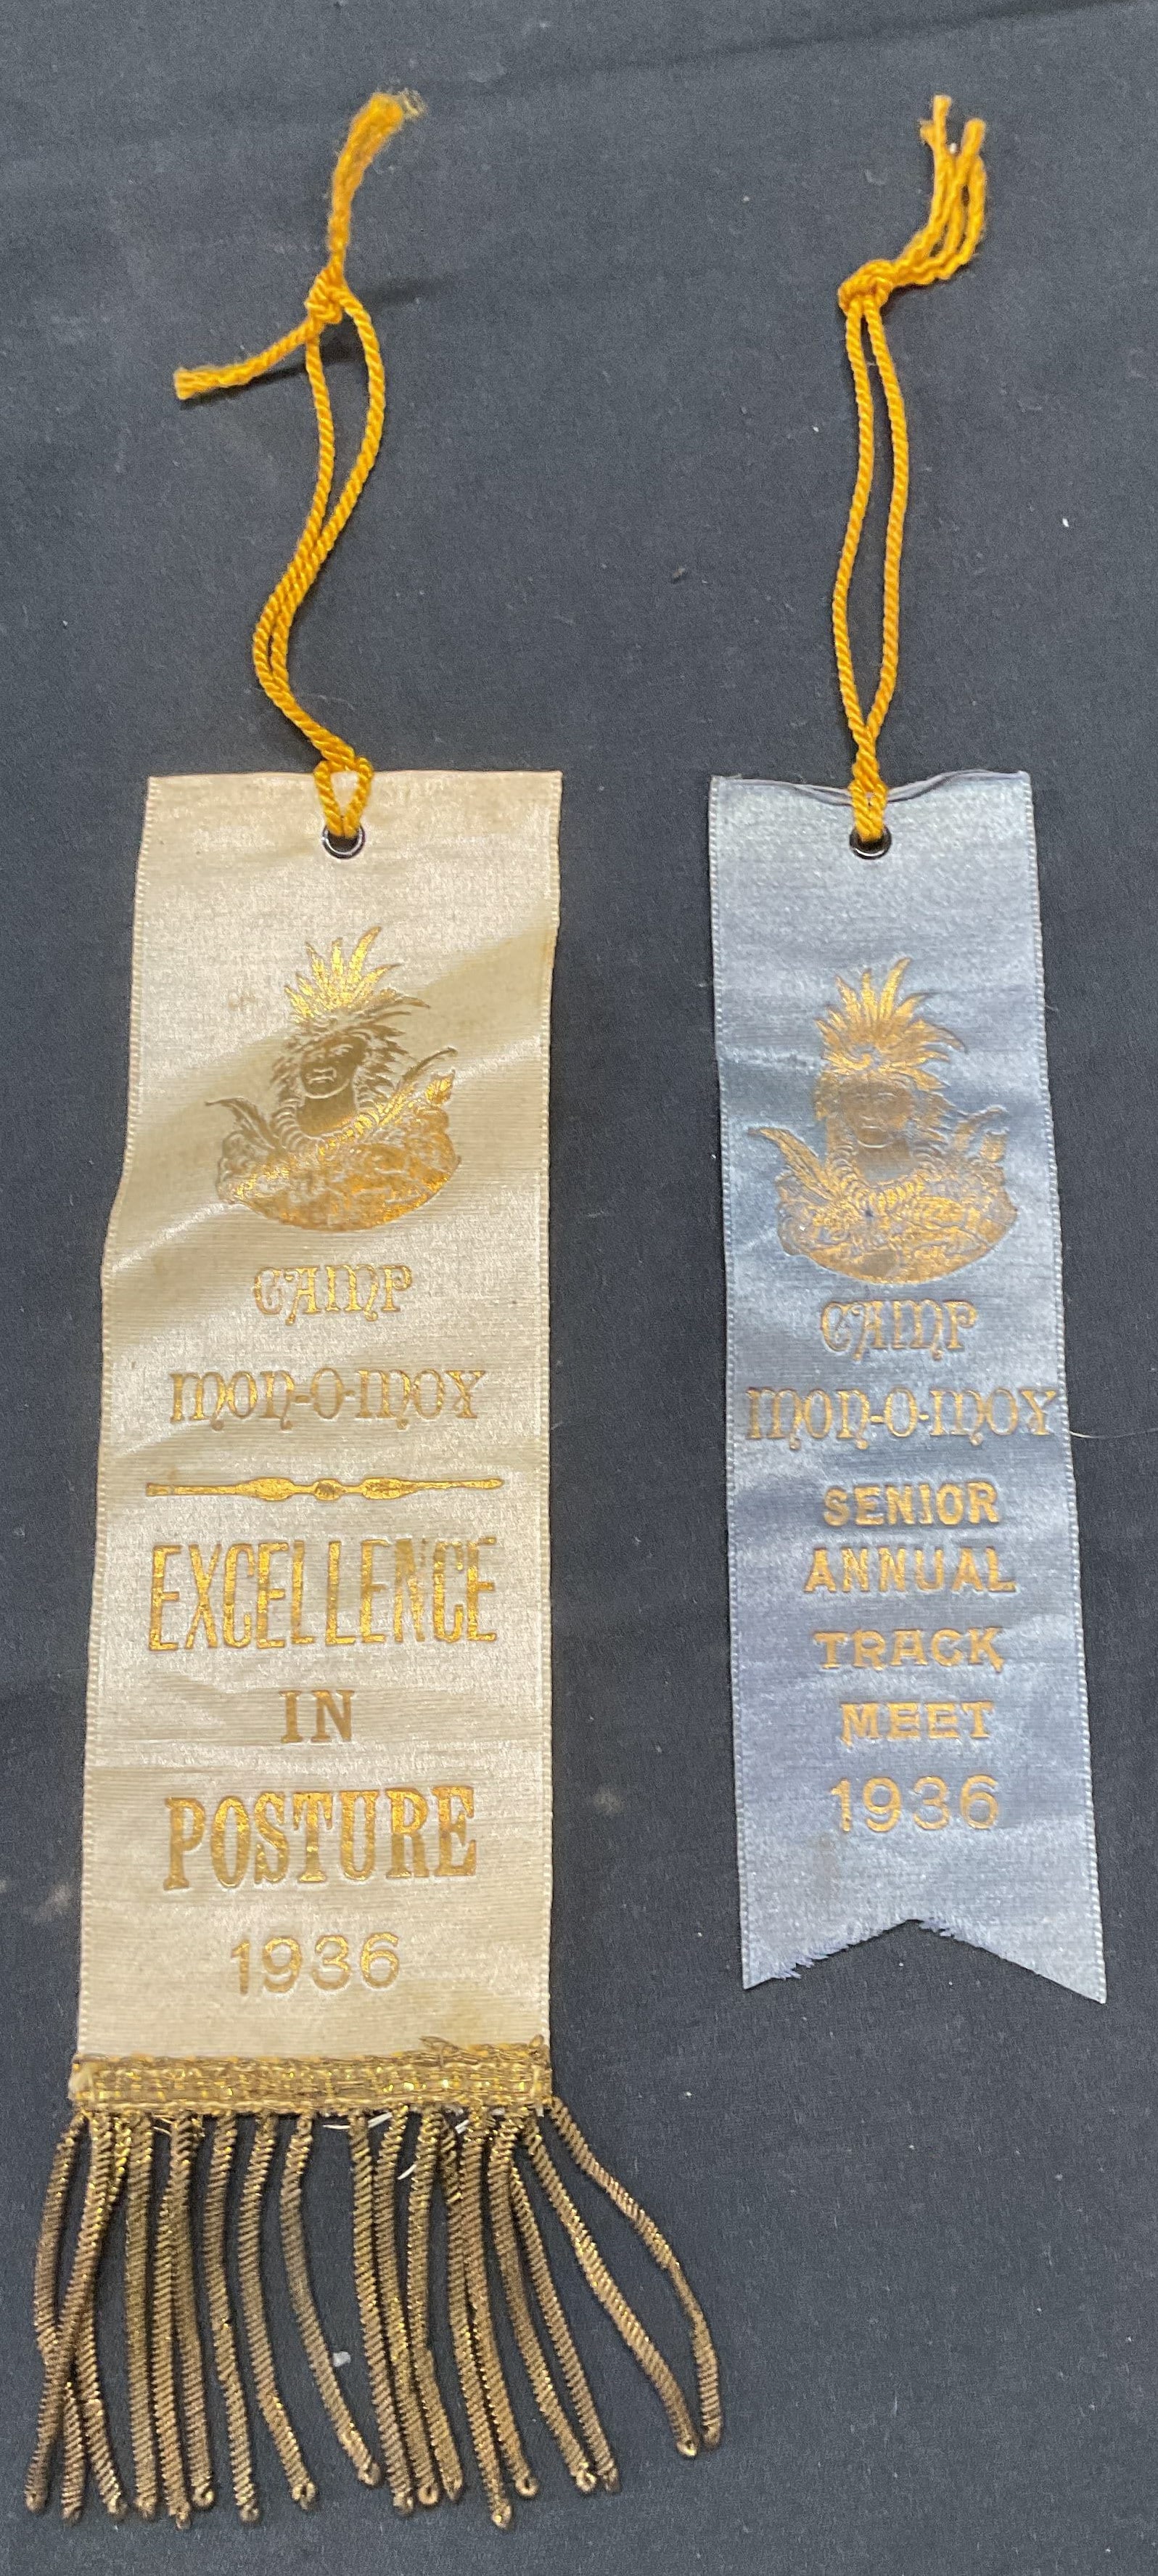 CAMP
MON-O-MOY
EXCELLENCE
IN
POSTURE
1936
CAMP
MON-O-MOY
SENIOR
ANNUAL
TRACK
MEET
1936